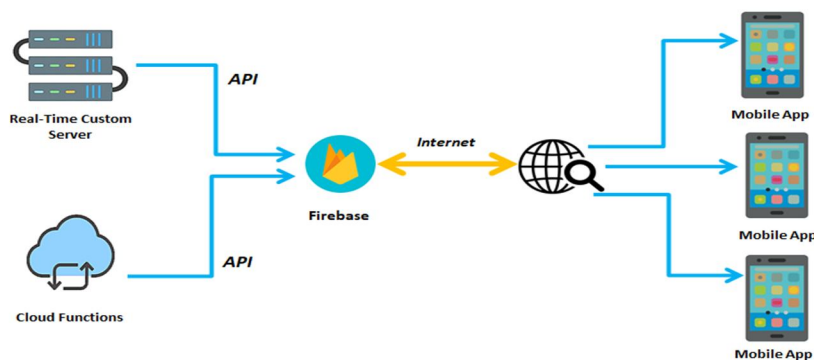 Real-Time Custom
Server
API
Firebase
Internet
Cloud Functions
API
Mobile App
Mobile App
Mobile App